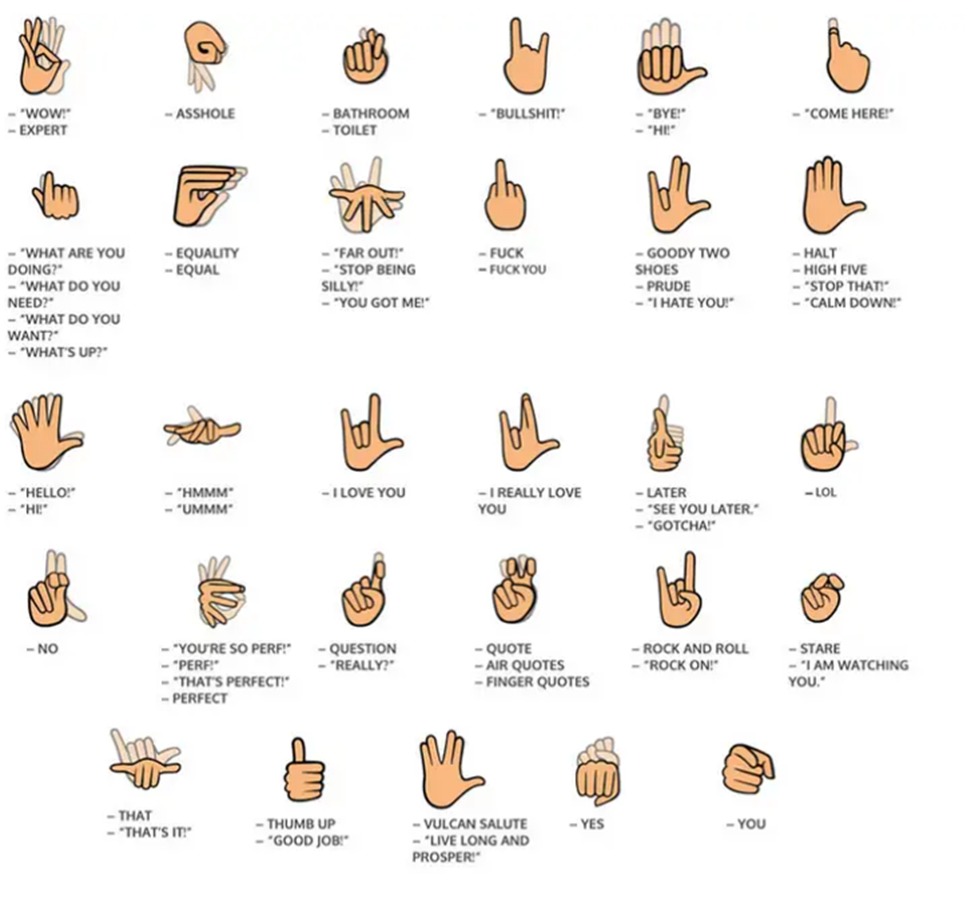 – "WOW!"
– EXPERT
– ASSHOLE
– BATHROOM
– TOILET
– "BULLSHIT!"
– "BYE!"
– "HI!"
– "COME HERE!"
– "WHAT ARE YOU
DOING?"
– "WHAT DO YOU
NEED?"
– "WHAT DO YOU
WANT?"
– "WHAT'S UP?"
– EQUALITY
– EQUAL
– "FAR OUT!"
– "STOP BEING
SILLY!"
– "YOU GOT ME!"
– FUCK
– FUCK YOU
– GOODY TWO
SHOES
– PRUDE
– "I HATE YOU!"
– HALT
– HIGH FIVE
– "STOP THAT!"
– "CALM DOWN!"
– "HELLO!"
– "HI!"
– "HMMM"
– "UMMM"
– I LOVE YOU
– I REALLY LOVE
YOU
– LATER
– "SEE YOU LATER."
– "GOTCHA!"
– LOL
– NO
– "YOU'RE SO PERF!"
– "PERF!"
– "THAT'S PERFECT!"
– PERFECT
– QUESTION
– "REALLY?"
– QUOTE
– AIR QUOTES
– FINGER QUOTES
– ROCK AND ROLL
– "ROCK ON!"
– STARE
– "I AM WATCHING
YOU."
– THAT
– "THAT'S IT!"
– THUMB UP
– "GOOD JOB!"
– VULCAN SALUTE
– "LIVE LONG AND
PROSPER!"
– YES
– YOU